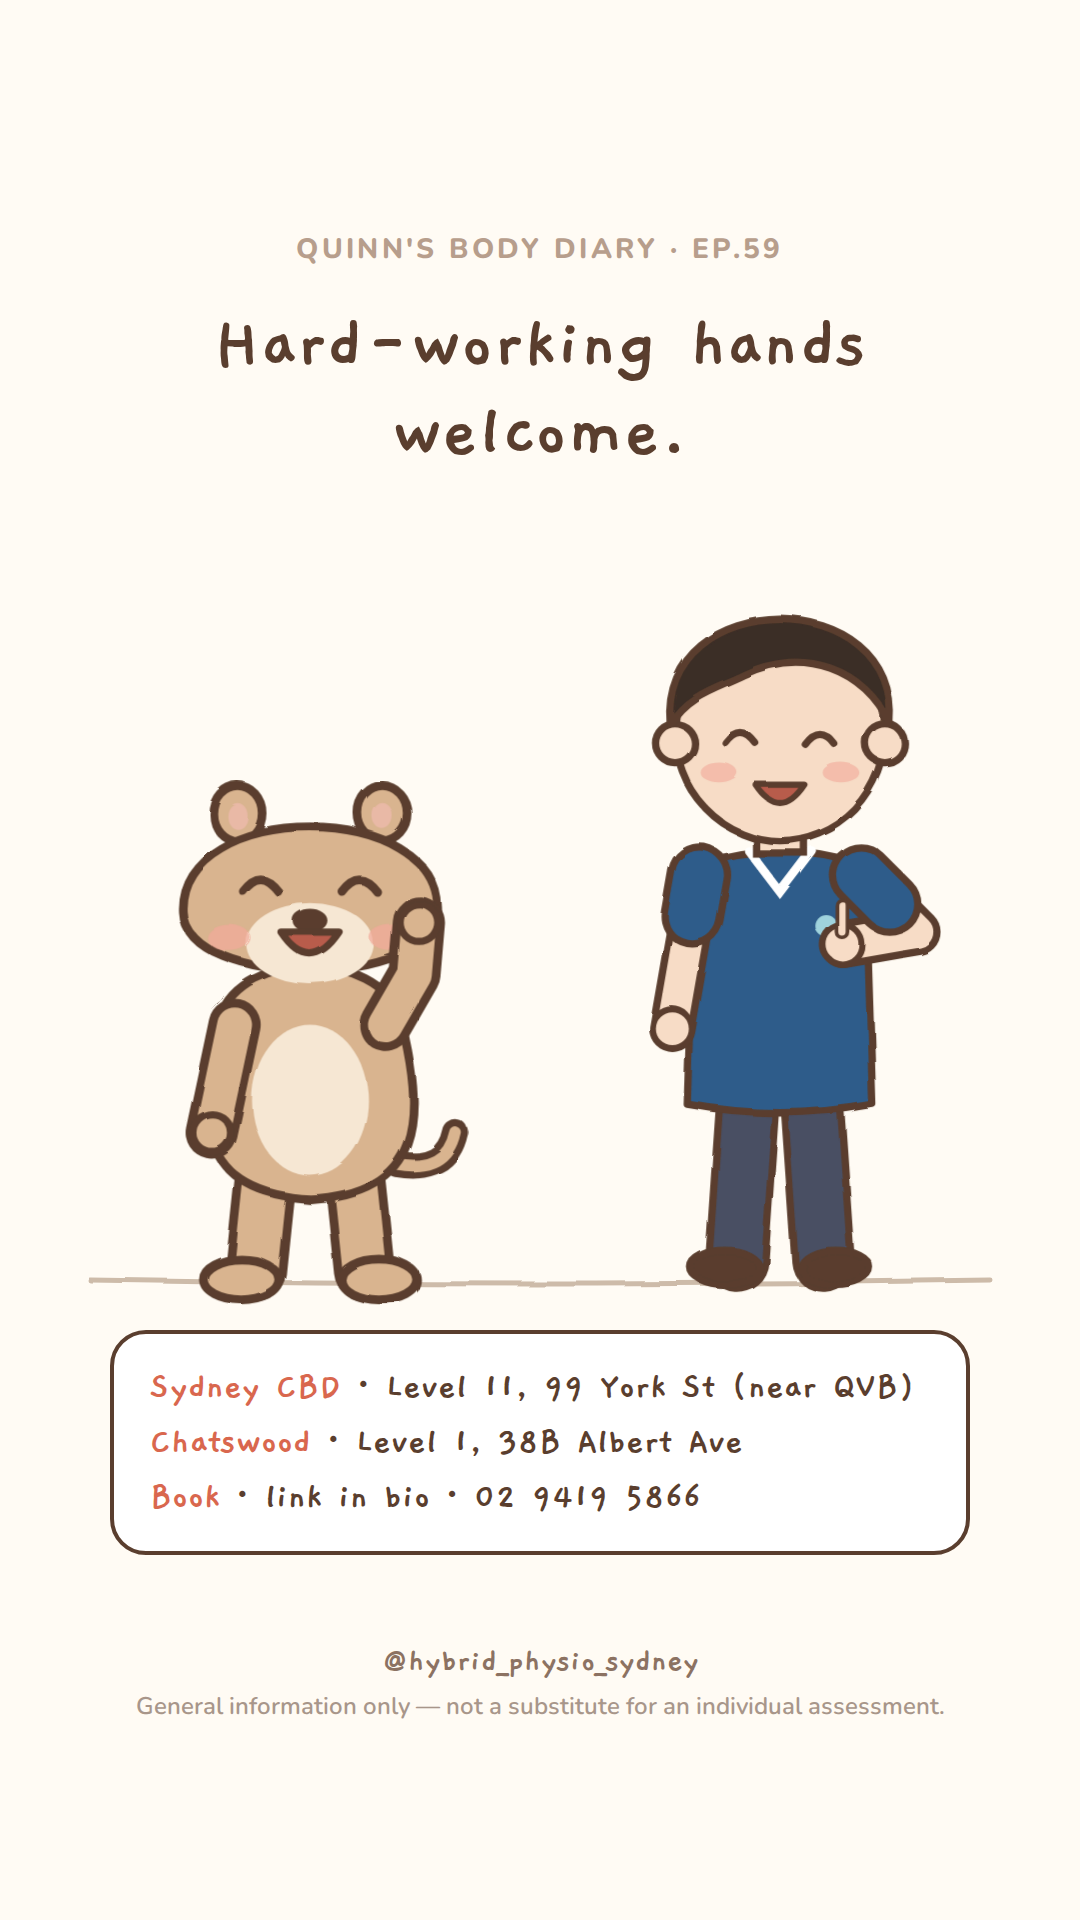 QUINN'S BODY DIARY · EP.59
Hard-working hands
welcome.
Sydney CBD · Level 11, 99 York St (near QVB)
Chatswood · Level 1, 38B Albert Ave
Book · link in bio · 02 9419 5866
@hybrid_physio_sydney
General information only — not a substitute for an individual assessment.